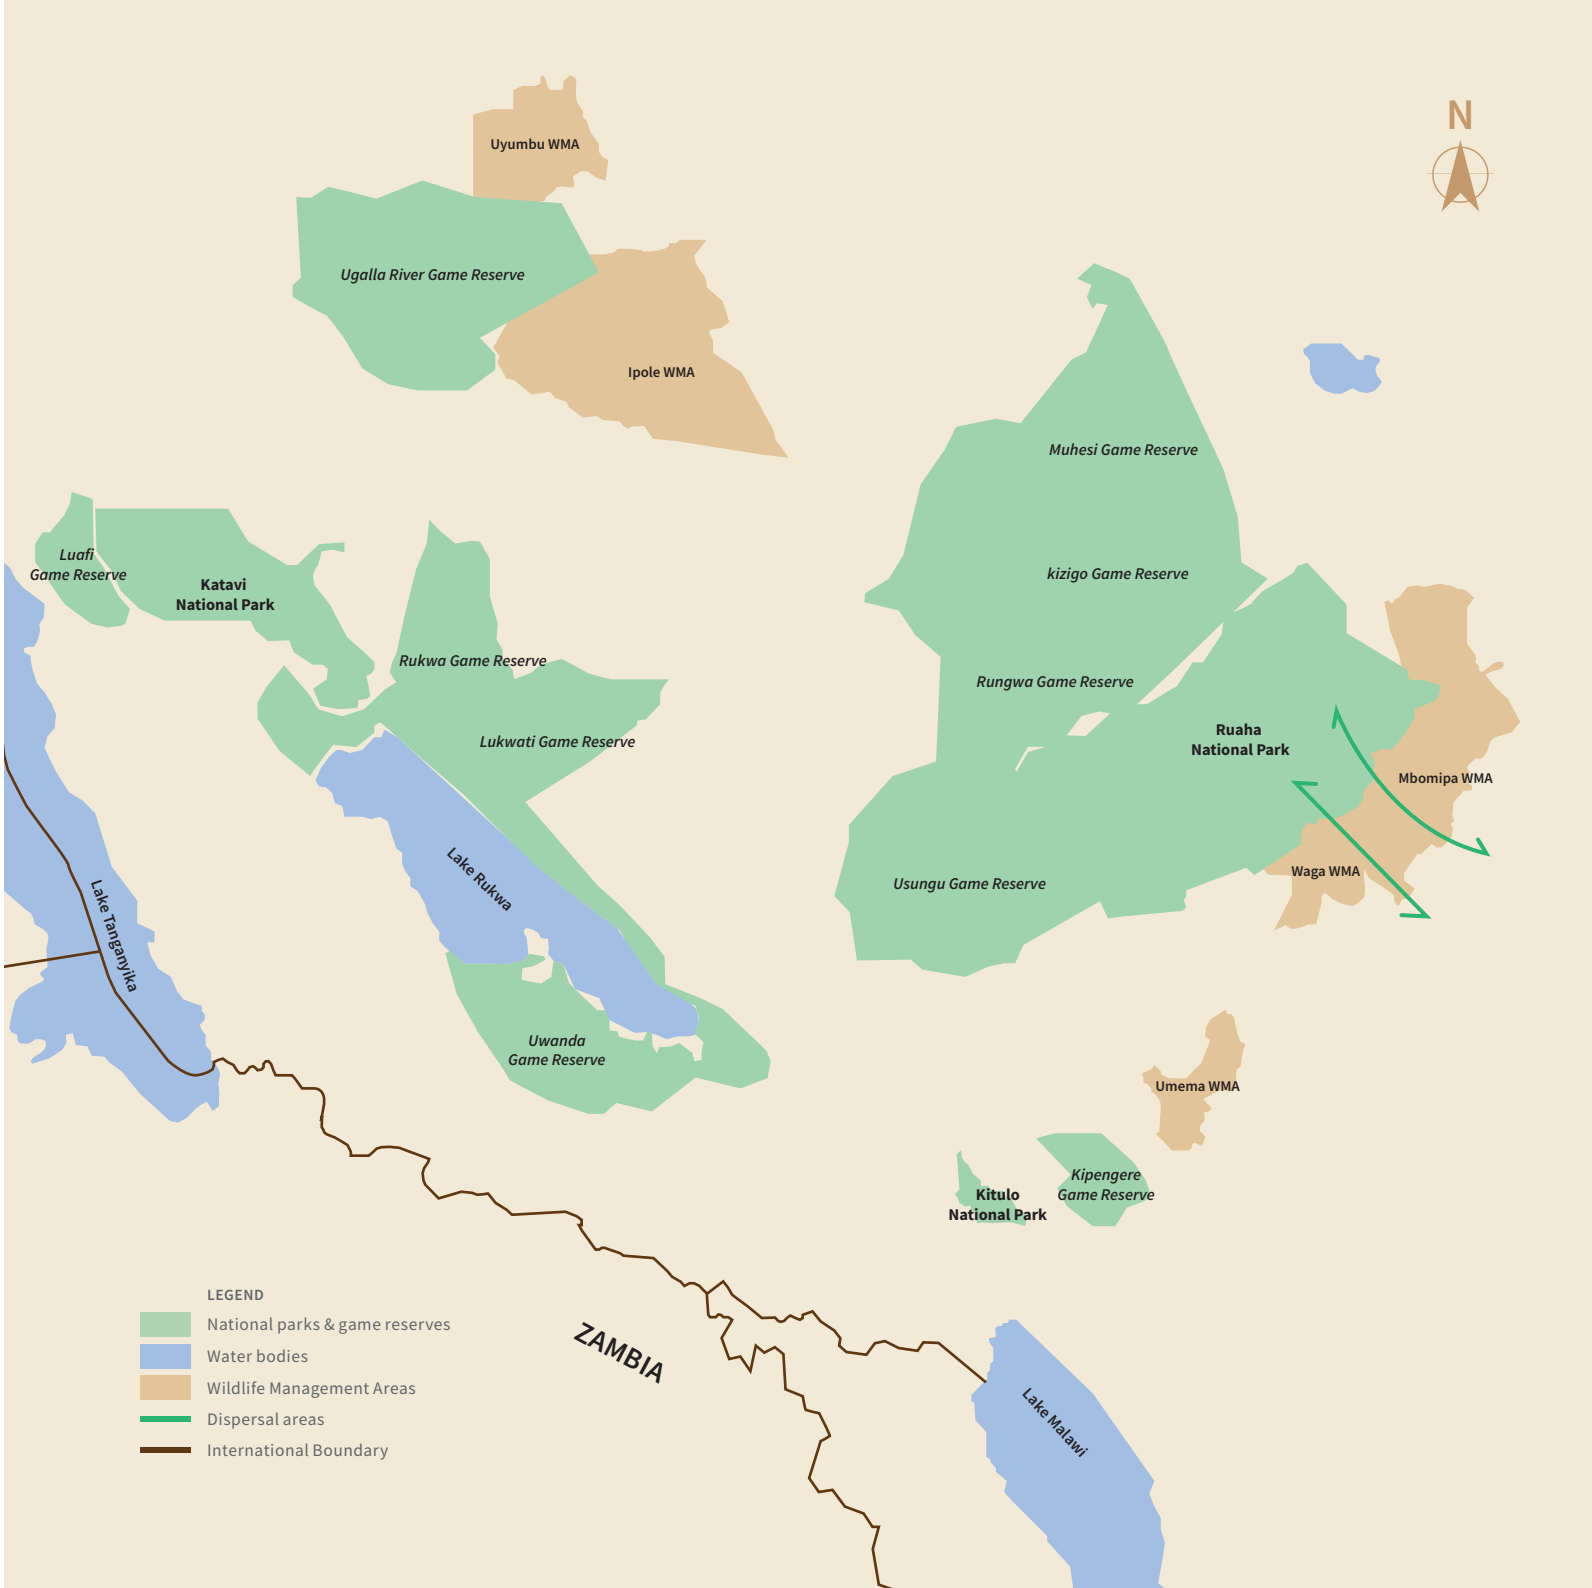 N
Uyumbu WMA
Ugalla River Game Reserve
Ipole WMA
Muhesi Game Reserve
Luafi
Game Reserve
Katavi
National Park
kizigo Game Reserve
Rukwa Game Reserve
Rungwa Game Reserve
Lukwati Game Reserve
Ruaha
National Park
Mbomipa WMA
Lake Rukwa
Waga WMA
Usungu Game Reserve
Lake Tanganyika
Uwanda
Game Reserve
Umema WMA
Kipengere
Game Reserve
Kitulo
National Park
ZAMBIA
Lake Malawi
LEGEND
National parks & game reserves
Water bodies
Wildlife Management Areas
Dispersal areas
International Boundary